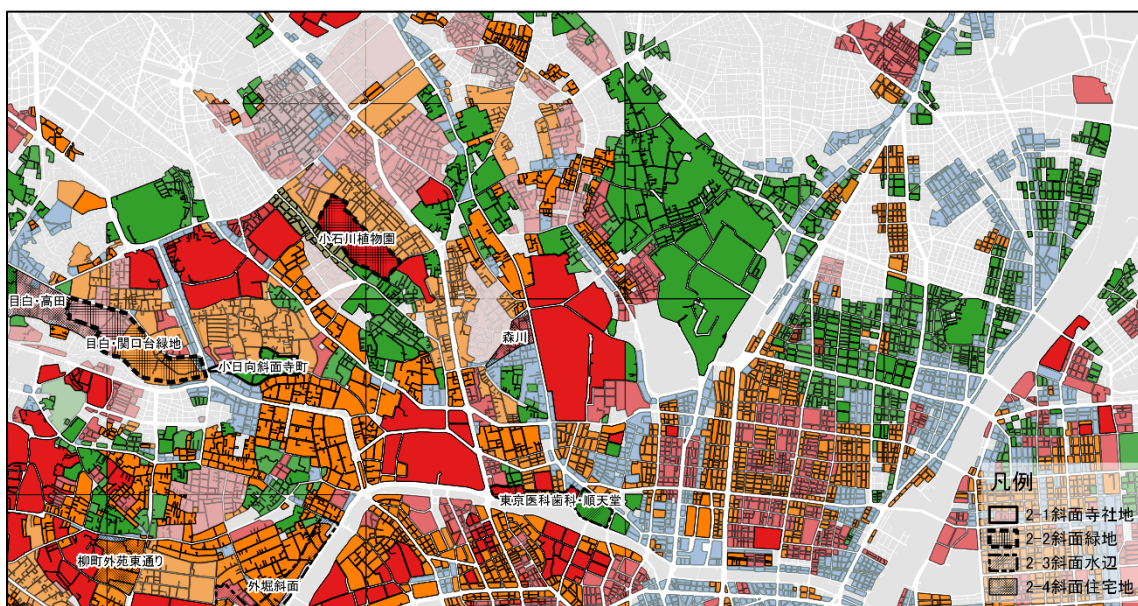 小石川植物園
目白・高田
森川
目白・関口台緑地
小日向斜面寺町
東京医科歯科・順天堂
柳町外苑東通り
外堀斜面
凡例
2-1斜面寺社地
2-2斜面緑地
2-3斜面水辺
2-4斜面住宅地